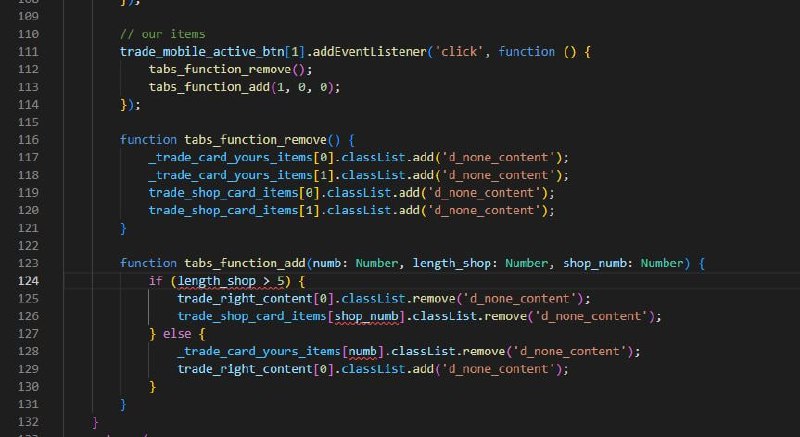 108 });
109
110 // our items
111 trade_mobile_active_btn[1].addEventListener('click', function () {
112 tabs_function_remove();
113 tabs_function_add(1, 0, 0);
114 });
115
116 function tabs_function_remove() {
117 _trade_card_yours_items[0].classList.add('d_none_content');
118 _trade_card_yours_items[1].classList.add('d_none_content');
119 trade_shop_card_items[0].classList.add('d_none_content');
120 trade_shop_card_items[1].classList.add('d_none_content');
121 }
122
123 function tabs_function_add(numb: Number, length_shop: Number, shop_numb: Number) {
124 if (length_shop > 5) {
125 trade_right_content[0].classList.remove('d_none_content');
126 trade_shop_card_items[shop_numb].classList.remove('d_none_content');
127 } else {
128 _trade_card_yours_items[numb].classList.remove('d_none_content');
129 trade_right_content[0].classList.add('d_none_content');
130 }
131 }
132 }